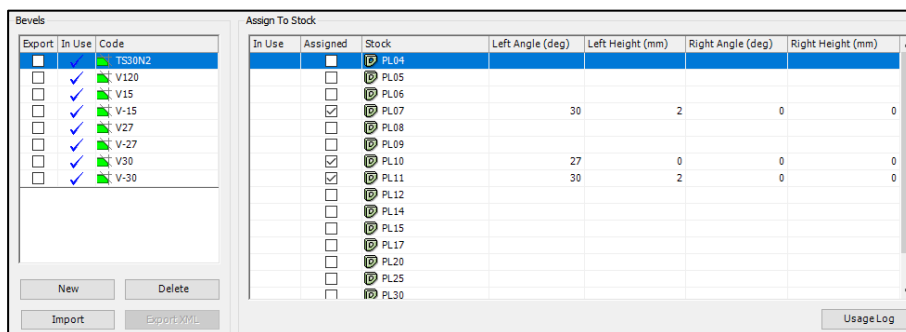 Bevels
Assign To Stock
Export In Use Code
In Use Assigned Stock Left Angle (deg) Left Height (mm) Right Angle (deg) Right Height (mm)
TS30N2
V120
V15
V-15
V27
V-27
V30
V-30
PL04
PL05
PL06
PL07 30 2 0 0
PL08
PL09
PL10 27 0 0 0
PL11 30 2 0 0
PL12
PL14
PL15
PL17
PL20
PL25
PL30
New Delete
Import Export XML
Usage Log